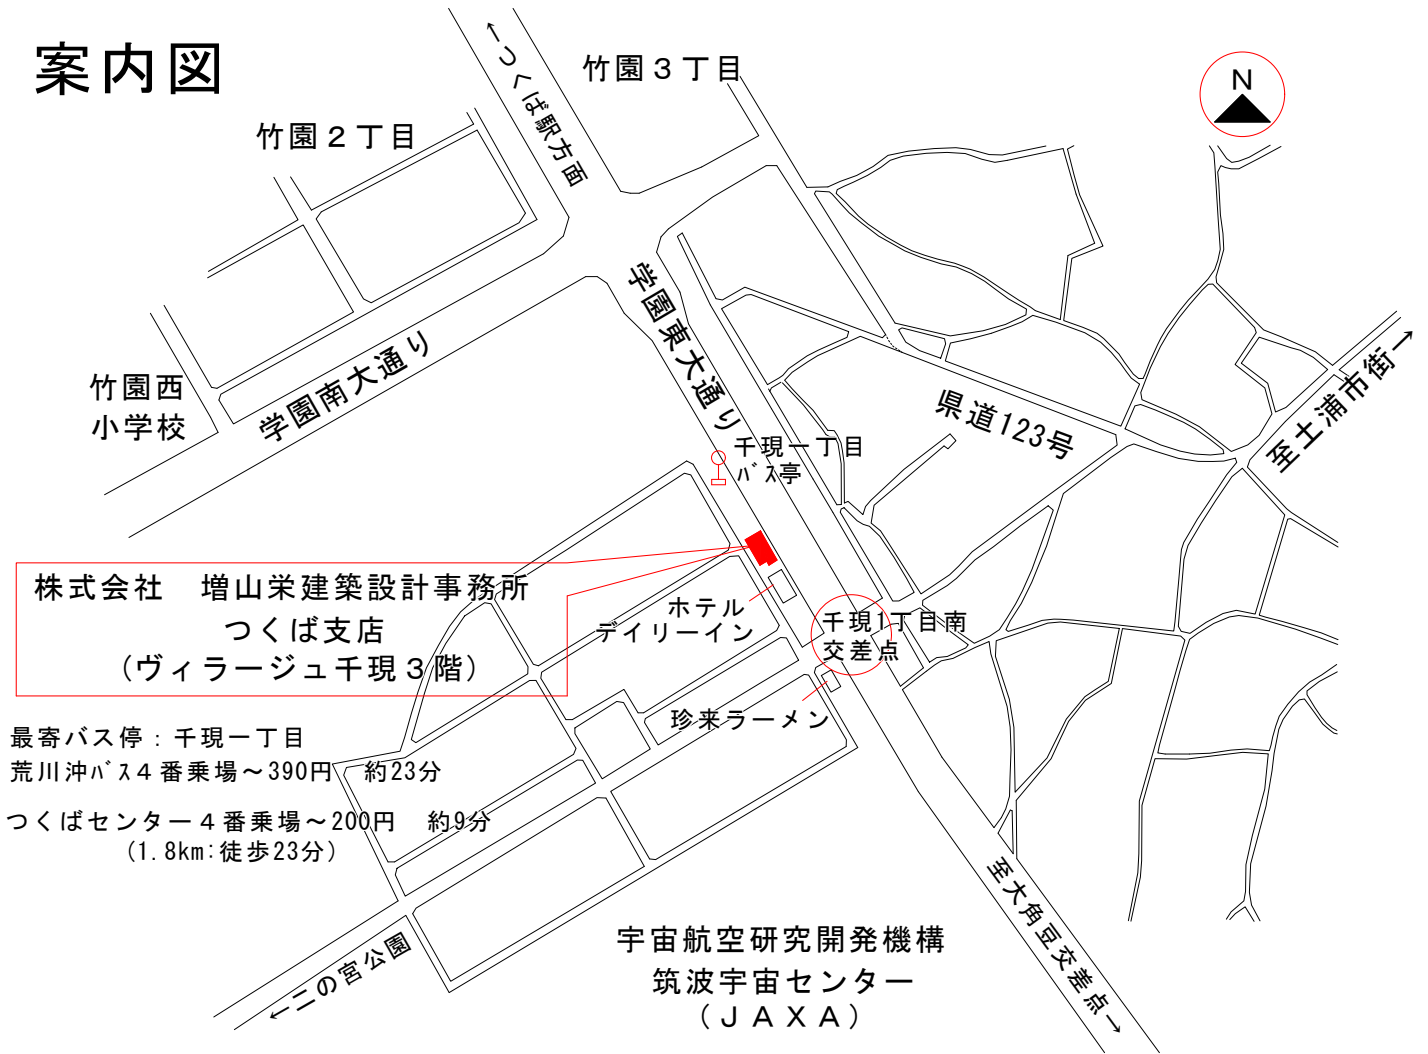 案内図
N
←つくば駅方面
竹園３丁目
竹園２丁目
学園東大通り
学園南大通り
竹園西
小学校
県道123号
至土浦市街→
千現一丁目
バス亭
株式会社　増山栄建築設計事務所
つくば支店
(ヴィラージュ千現３階)
ホテル
デイリーイン
千現1丁目南
交差点
珍来ラーメン
最寄バス停：千現一丁目
荒川沖バス４番乗場～390円　約23分
つくばセンター４番乗場～200円　約9分
(1.8km:徒歩23分)
←二の宮公園
宇宙航空研究開発機構
筑波宇宙センター
(ＪＡＸＡ)
至大角豆交差点→